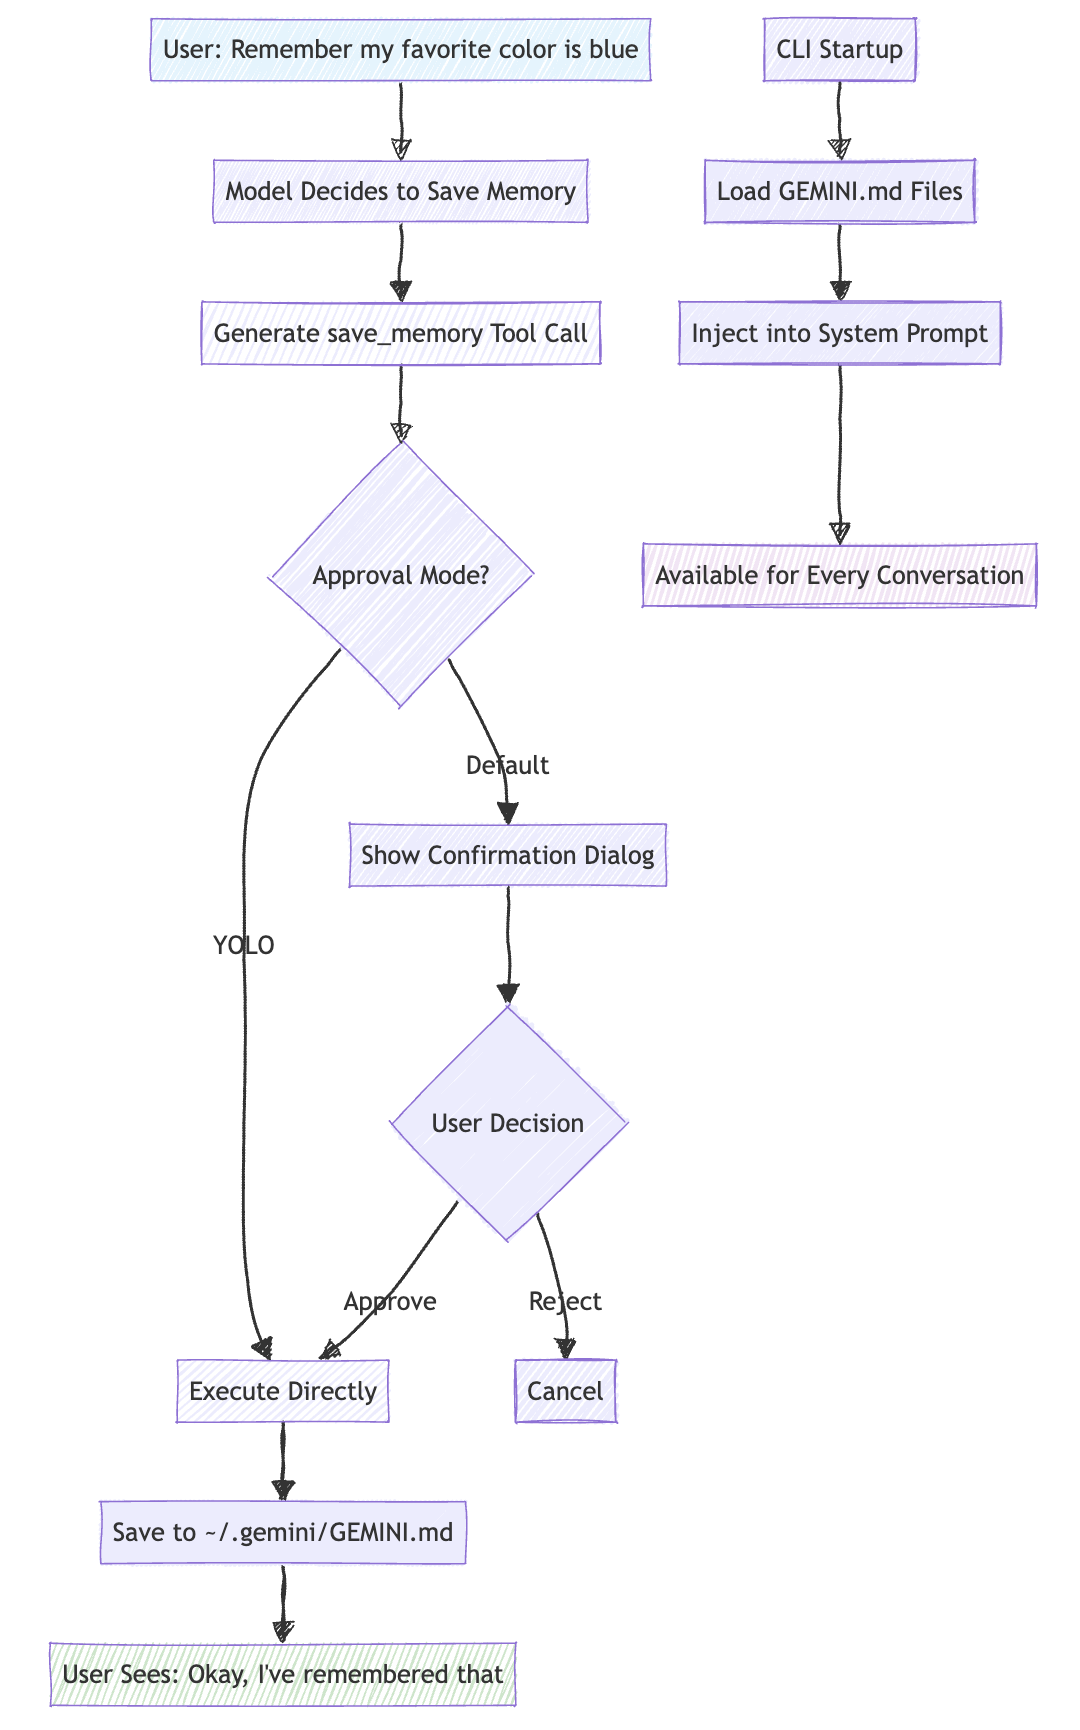 User: Remember my favorite color is blue
CLI Startup
Model Decides to Save Memory
Load GEMINI.md Files
Generate save_memory Tool Call
Inject into System Prompt
Approval Mode?
Available for Every Conversation
Default
Show Confirmation Dialog
YOLO
User Decision
Approve
Reject
Execute Directly
Cancel
Save to ~/.gemini/GEMINI.md
User Sees: Okay, I've remembered that